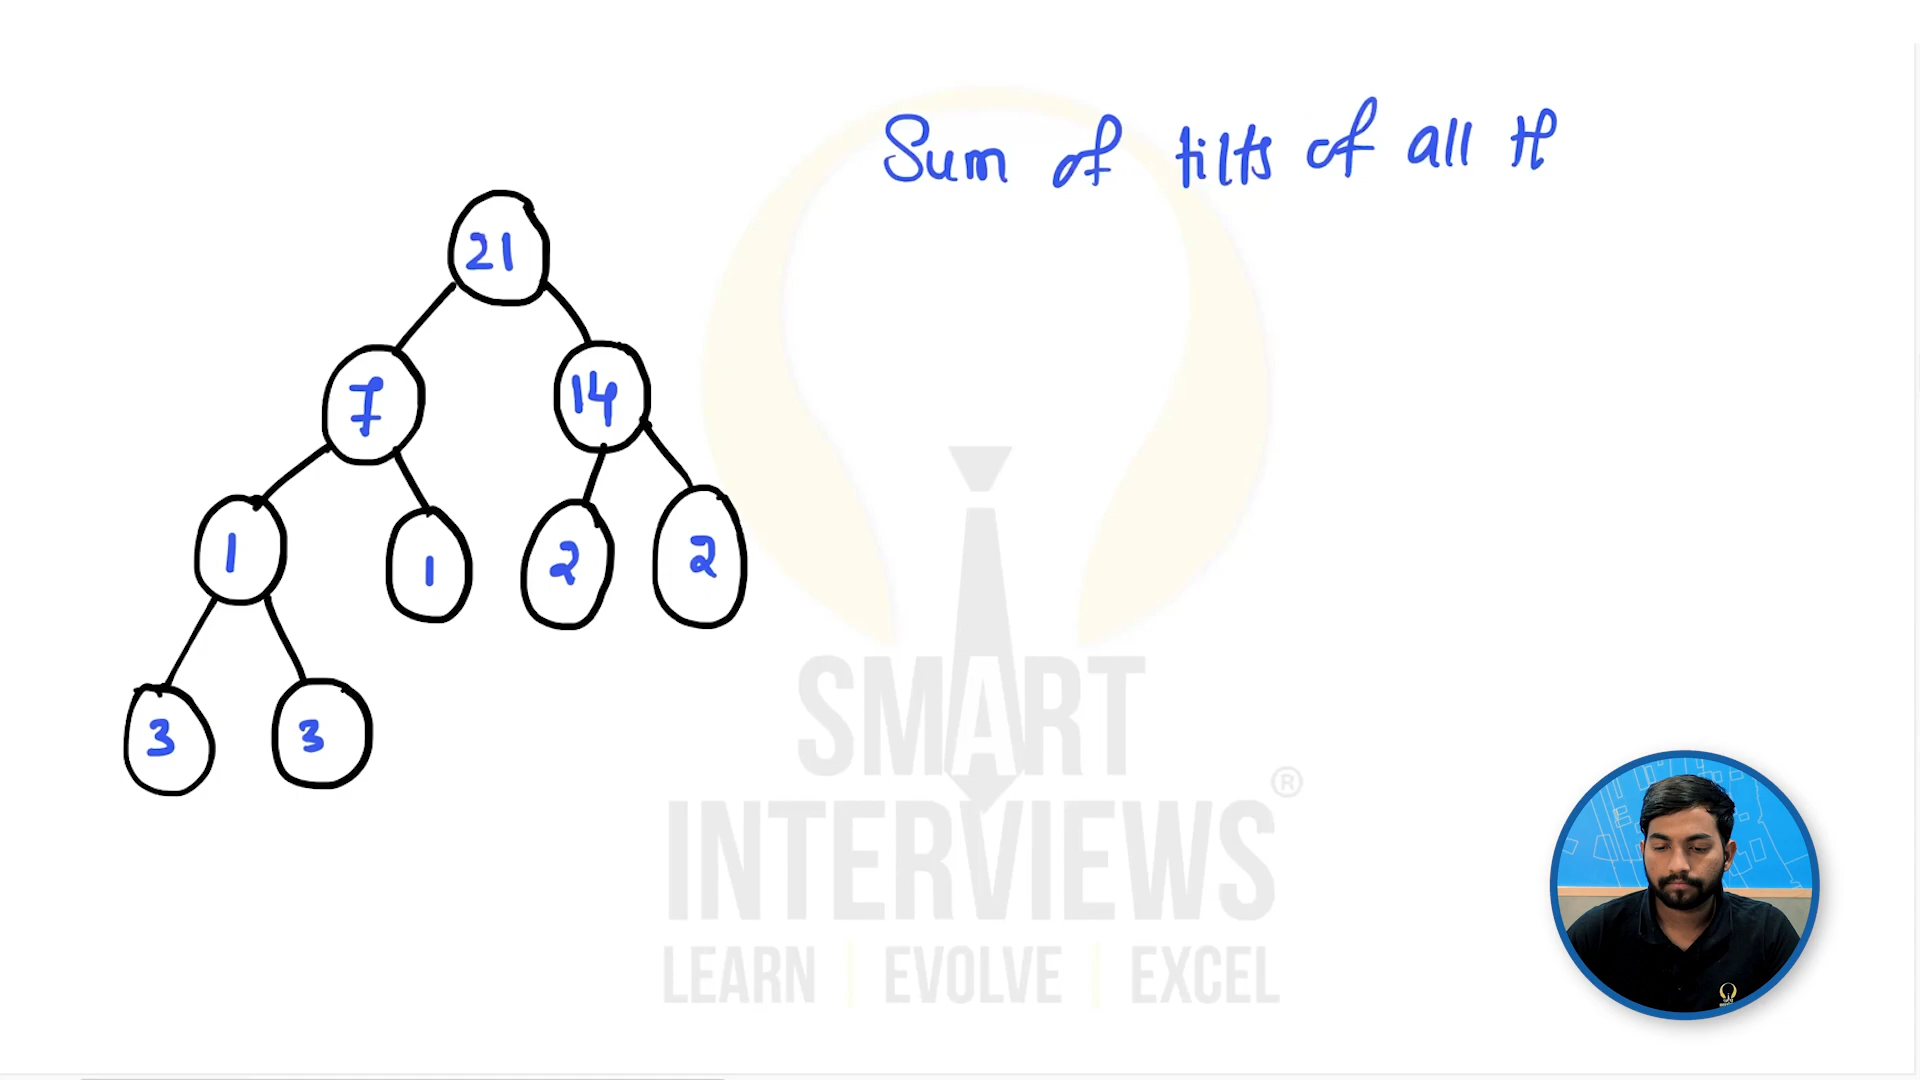 Sum of tilts of all th
21
7 14
1 1 2 2
3 3
SMART
INTERVIEWS®
LEARN | EVOLVE | EXCEL